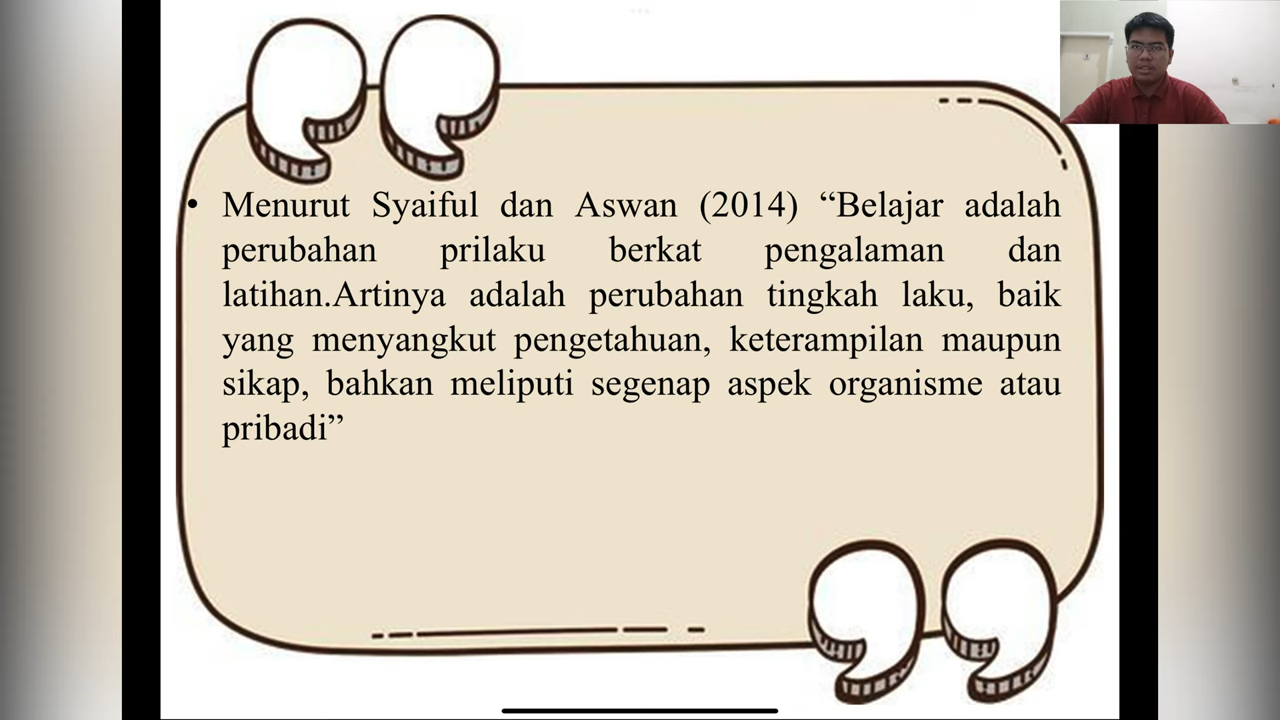 • Menurut Syaiful dan Aswan (2014) “Belajar adalah
perubahan prilaku berkat pengalaman dan
latihan.Artinya adalah perubahan tingkah laku, baik
yang menyangkut pengetahuan, keterampilan maupun
sikap, bahkan meliputi segenap aspek organisme atau
pribadi”